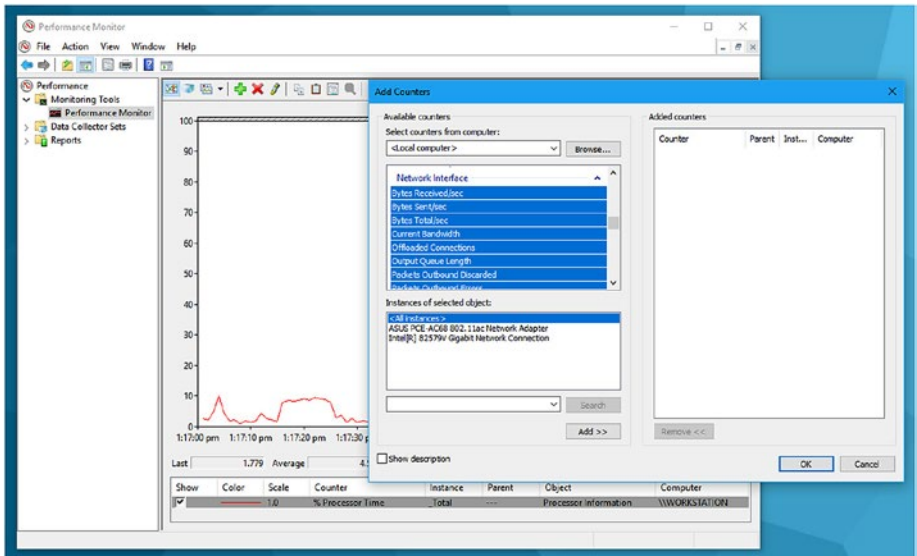 Performance Monitor
File Action View Window Help
Performance
Monitoring Tools
Performance Monitor
Data Collector Sets
Reports
100
90
80
70
60
50
40
30
20
10
0
1:17:00 pm 1:17:10 pm 1:17:20 pm 1:17:30 p
Last 1.779 Average 4.
Show Color Scale Counter Instance Parent Object Computer
1.0 % Processor Time _Total --- Processor Information \\WORKSTATION
Add Counters
Available counters
Select counters from computer:
<Local computer>
Browse...
Network Interface
Bytes Received/sec
Bytes Sent/sec
Bytes Total/sec
Current Bandwidth
Offloaded Connections
Output Queue Length
Packets Outbound Discarded
Packets Outbound Errors
Instances of selected object:
<All instances>
ASUS PCE-AC68 802.11ac Network Adapter
Intel[R] 82579V Gigabit Network Connection
Search
Add >>
Show description
Added counters
Counter Parent Inst... Computer
Remove <<
OK Cancel